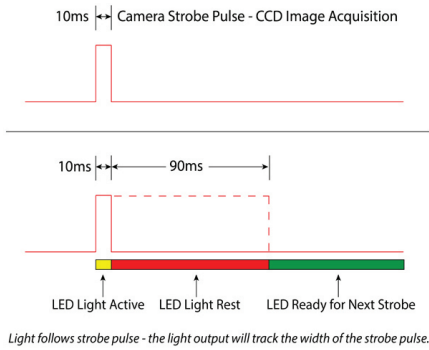 10ms Camera Strobe Pulse - CCD Image Acquisition
10ms 90ms
LED Light Active LED Light Rest LED Ready for Next Strobe
Light follows strobe pulse - the light output will track the width of the strobe pulse.